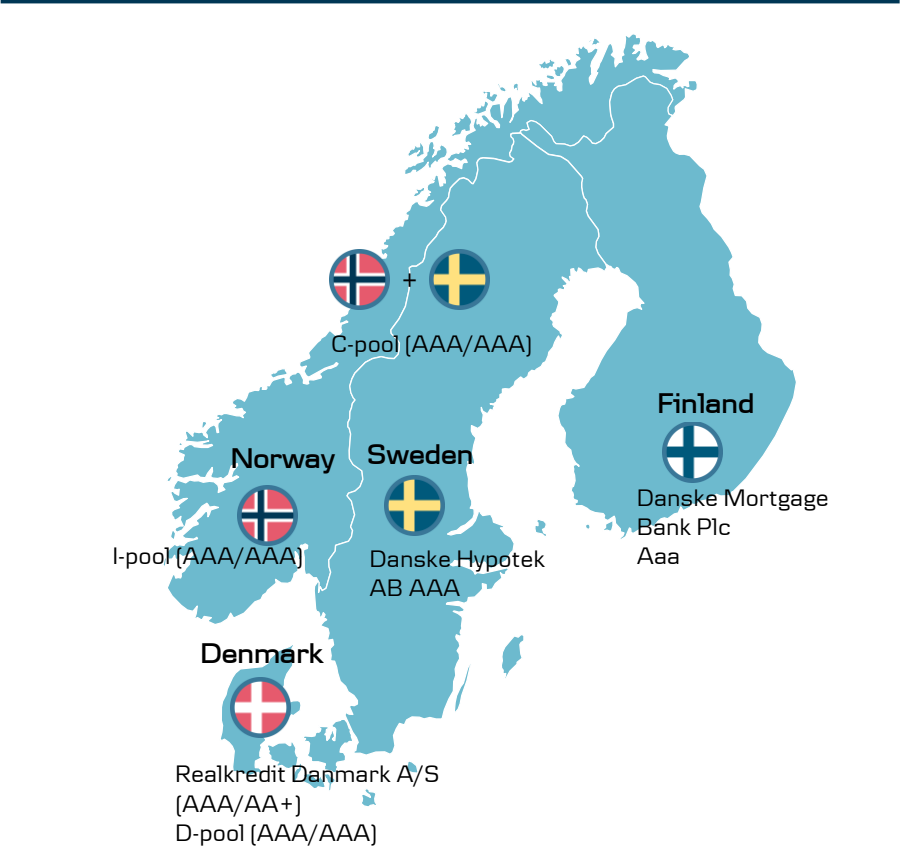 +
C-pool (AAA/AAA)
Finland
Danske Mortgage
Bank Plc
Aaa
Norway
I-pool (AAA/AAA)
Sweden
Danske Hypotek
AB AAA
Denmark
Realkredit Danmark A/S
(AAA/AA+)
D-pool (AAA/AAA)